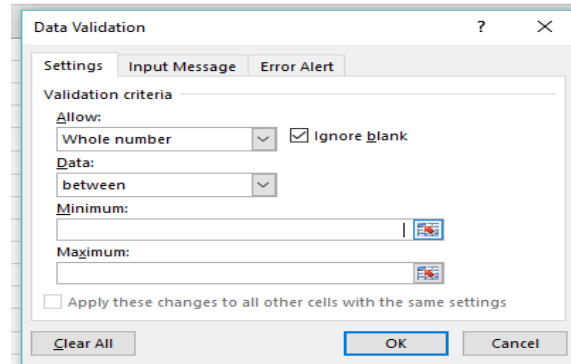 Data Validation ? ×
Settings Input Message Error Alert
Validation criteria
Allow:
Whole number Ignore blank
Data:
between
Minimum:
Maximum:
Apply these changes to all other cells with the same settings
Clear All OK Cancel